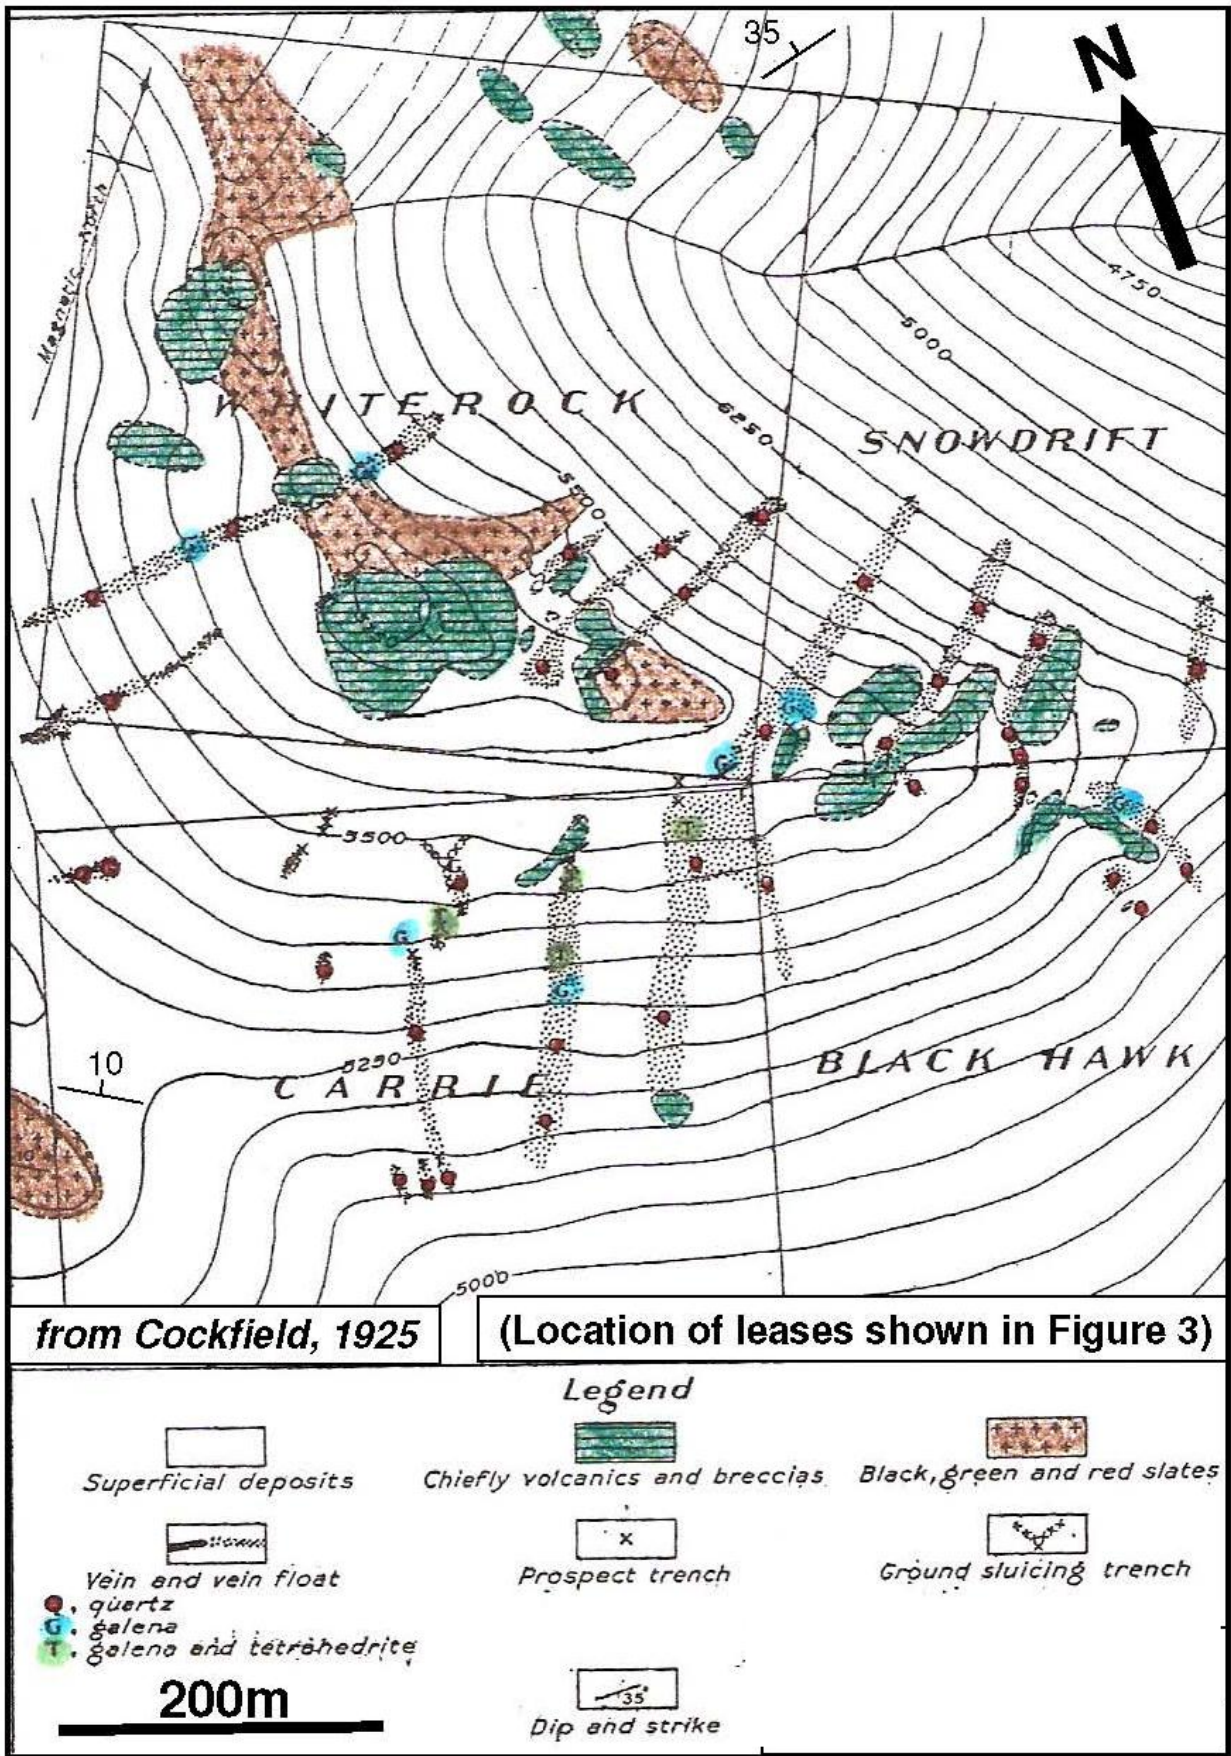 35
N
Magnetic North
4750
5000
WHITEROCK
6250
SNOWDRIFT
5500
G
G
G
G
5500
T
G
G
T
T
G
5250
10
CARRIE
BLACK HAWK
5000
from Cockfield, 1925
(Location of leases shown in Figure 3)
Legend
Superficial deposits
Chiefly volcanics and breccias
Black, green and red slates
Vein and vein float
x
Prospect trench
Ground sluicing trench
quartz
G, galena
T, galena and tetrahedrite
200m
35°
Dip and strike